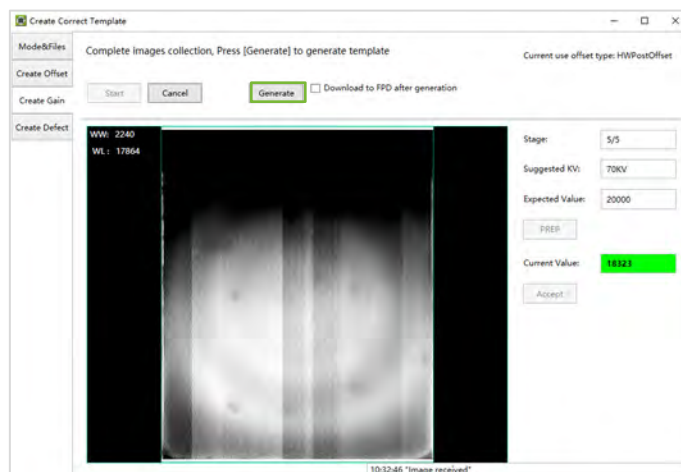 Create Correct Template
Mode&Files
Create Offset
Create Gain
Create Defect
Complete images collection, Press [Generate] to generate template
Current use offset type: HWPostOffset
Start
Cancel
Generate
Download to FPD after generation
WW: 2240
WL: 17864
Stage:
5/5
Suggested KV:
70KV
Expected Value:
20000
PREP
Current Value:
18323
Accept
10:32:46 "Image received"